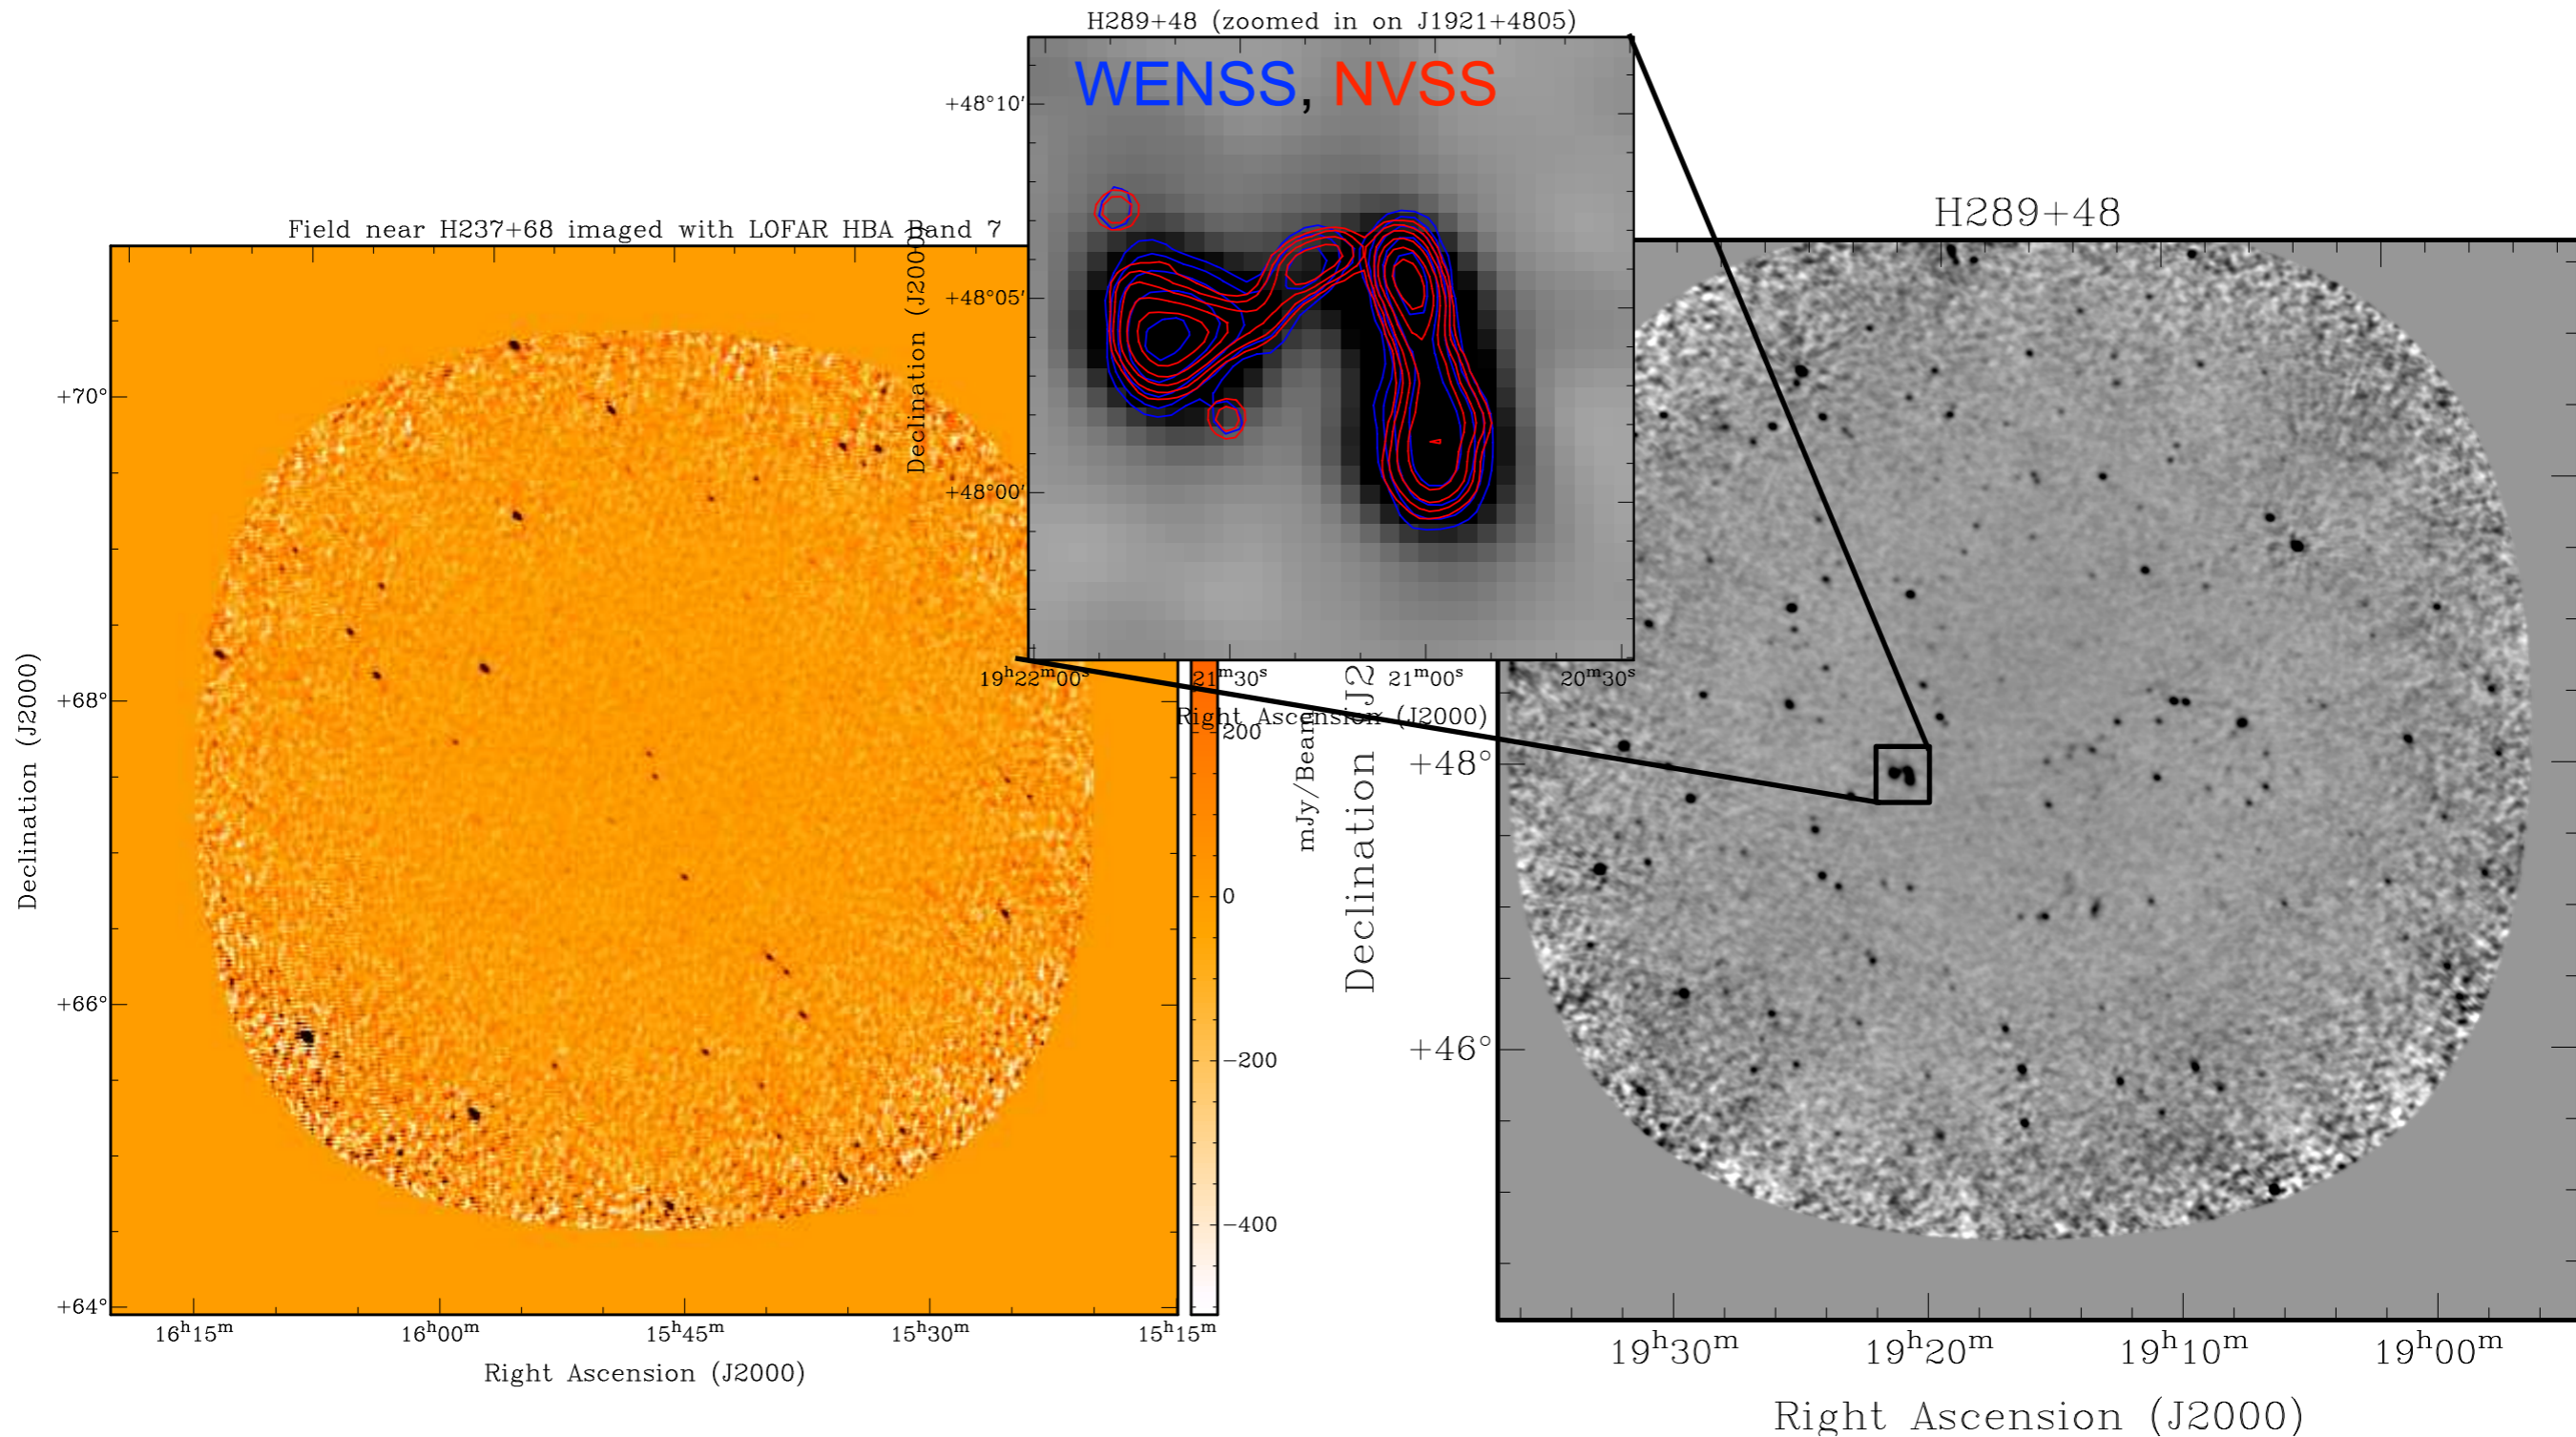 H289+48 (zoomed in on J1921+4805)
WENSS, NVSS
+48°10′
+48°05′
+48°00′
Declination (J2000)
19h22m00s
21m30s
21m00s
20m30s
Right Ascension (J2000)
Field near H237+68 imaged with LOFAR HBA Band 7
+70°
+68°
+66°
+64°
Declination (J2000)
16h15m
16h00m
15h45m
15h30m
15h15m
Right Ascension (J2000)
200
0
−200
−400
mJy/Beam
H289+48
Declination (J2
+48°
+46°
19h30m
19h20m
19h10m
19h00m
Right Ascension (J2000)